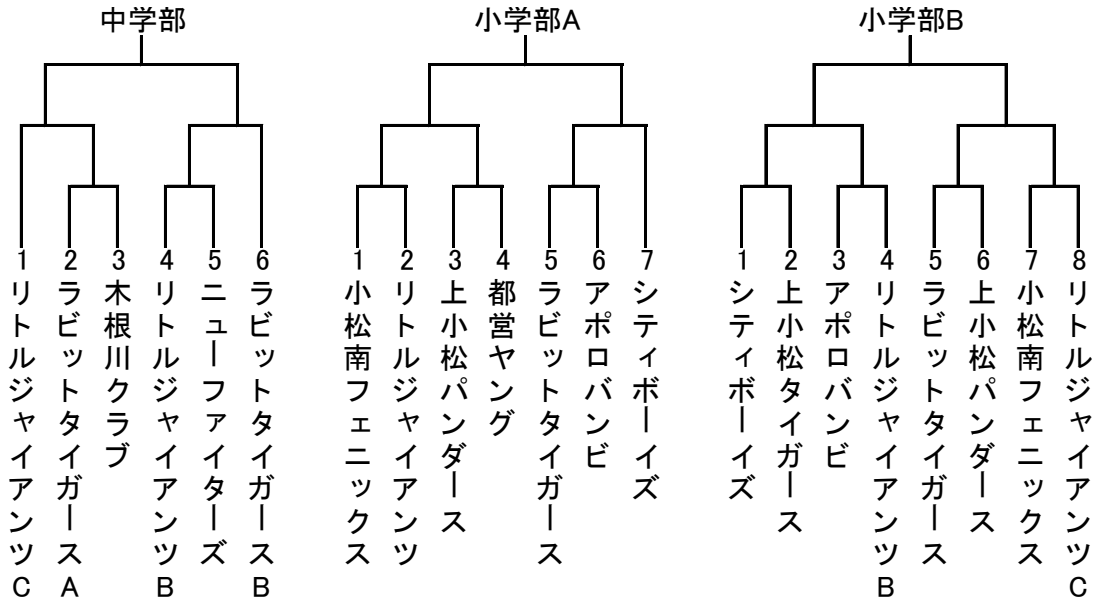 中学部
1 リトルジャイアンツC
2 ラビットタイガースA
3 木根川クラブ
4 リトルジャイアンツB
5 ニューファイターズ
6 ラビットタイガースB
小学部A
1 小松南フェニックス
2 リトルジャイアンツ
3 上小松パンダース
4 都営ヤング
5 ラビットタイガース
6 アポロバンビ
7 シティボーイズ
小学部B
1 シティボーイズ
2 上小松タイガース
3 アポロバンビ
4 リトルジャイアンツB
5 ラビットタイガース
6 上小松パンダース
7 小松南フェニックス
8 リトルジャイアンツC